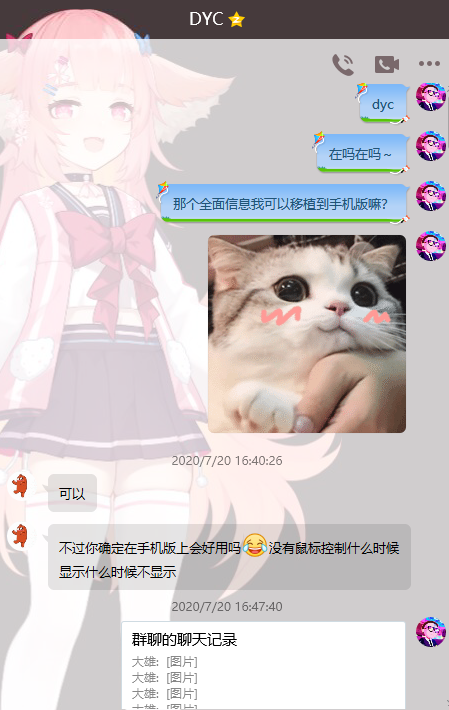 DYC
dyc
在吗在吗~
那个全面信息我可以移植到手机版嘛?
2020/7/20 16:40:26
可以
不过你确定在手机版上会好用吗😂没有鼠标控制什么时候
显示什么时候不显示
2020/7/20 16:47:40
群聊的聊天记录
大雄: [图片]
大雄: [图片]
大雄: [图片]
大雄: [图片]